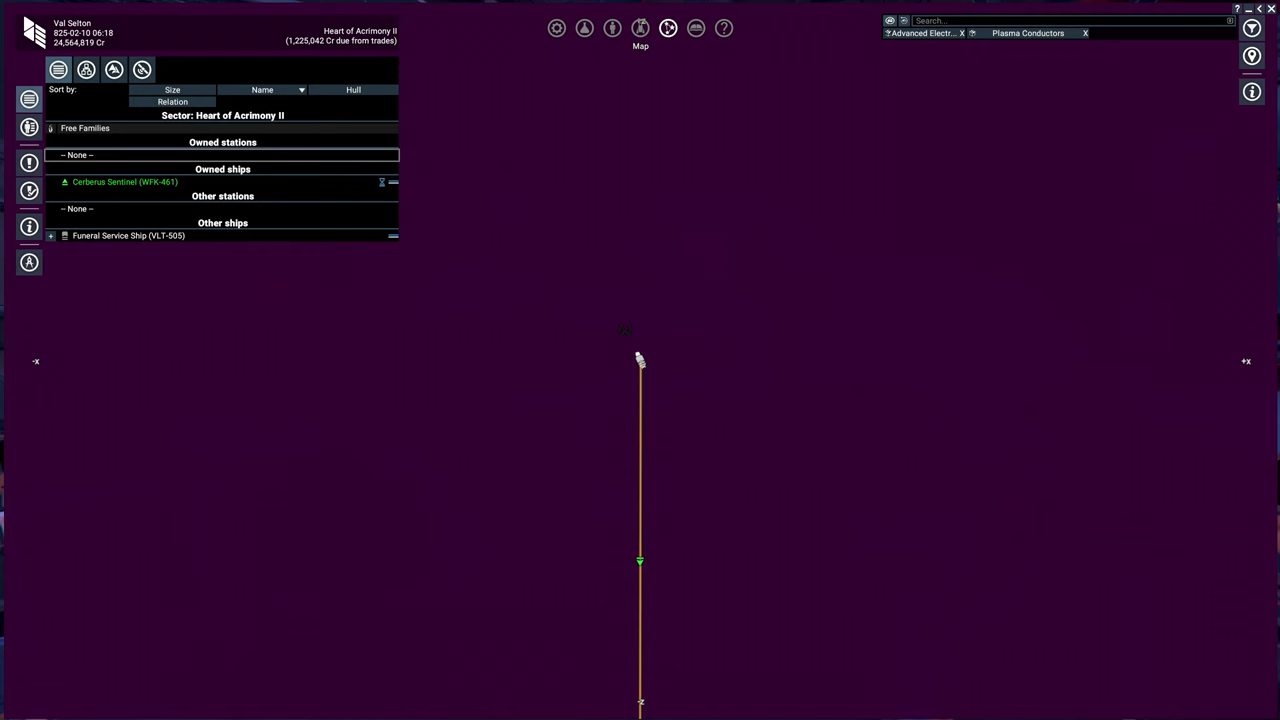 Val Selton
825-02-10 06:18
24,564,819 Cr
Heart of Acrimony II
(1,225,042 Cr due from trades)
Map
?
Search...
Advanced Electr... X
Plasma Conductors X
Sort by:
Size
Name
Hull
Relation
Sector: Heart of Acrimony II
Free Families
Owned stations
-- None --
Owned ships
Cerberus Sentinel (WFK-461)
Other stations
-- None --
Other ships
+ Funeral Service Ship (VLT-505)
-x
+x
-z